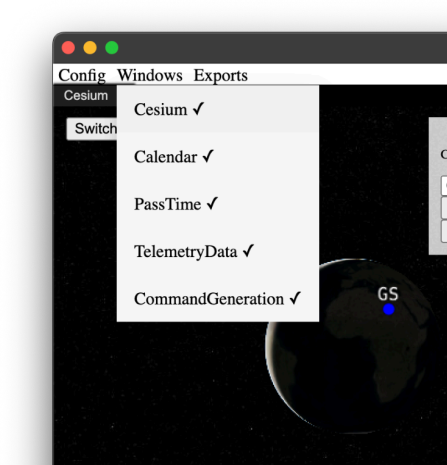 Config Windows Exports
Cesium
Switch
Cesium ✓
Calendar ✓
PassTime ✓
TelemetryData ✓
CommandGeneration ✓
GS